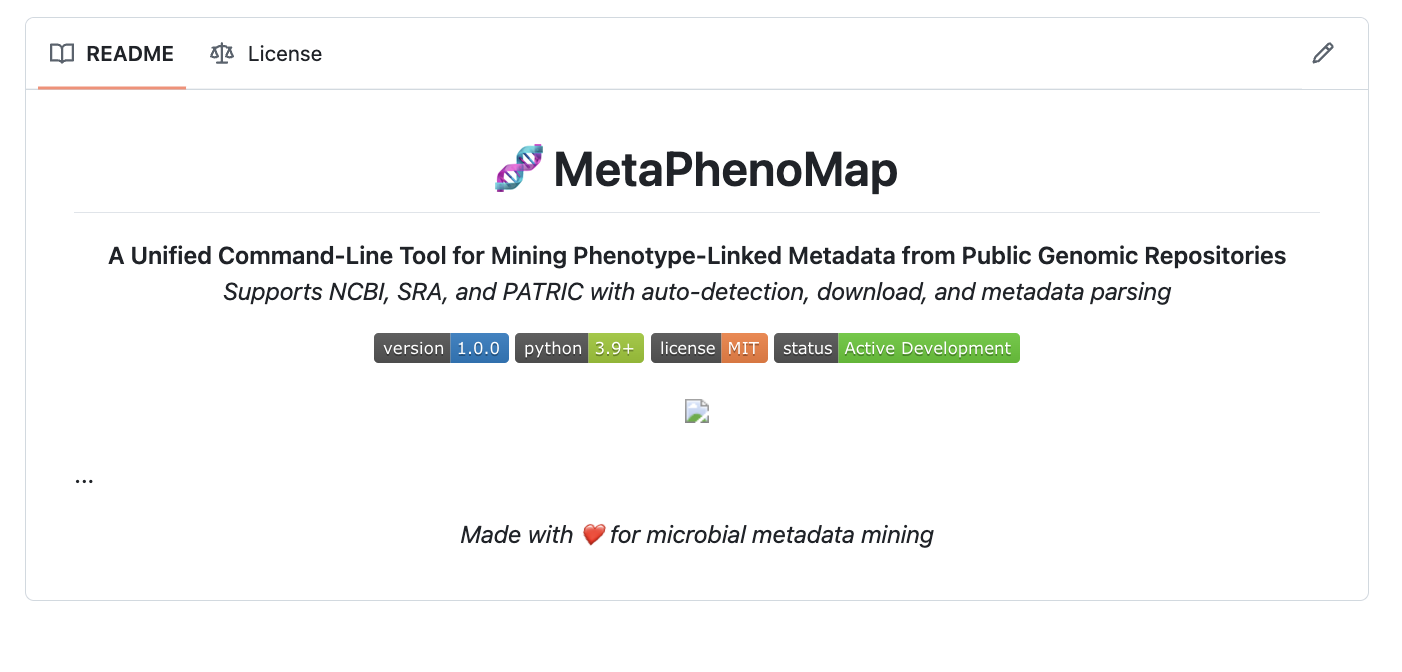 README License
🧬 MetaPhenoMap
A Unified Command-Line Tool for Mining Phenotype-Linked Metadata from Public Genomic Repositories
Supports NCBI, SRA, and PATRIC with auto-detection, download, and metadata parsing
version 1.0.0 python 3.9+ license MIT status Active Development
...
Made with ❤️ for microbial metadata mining